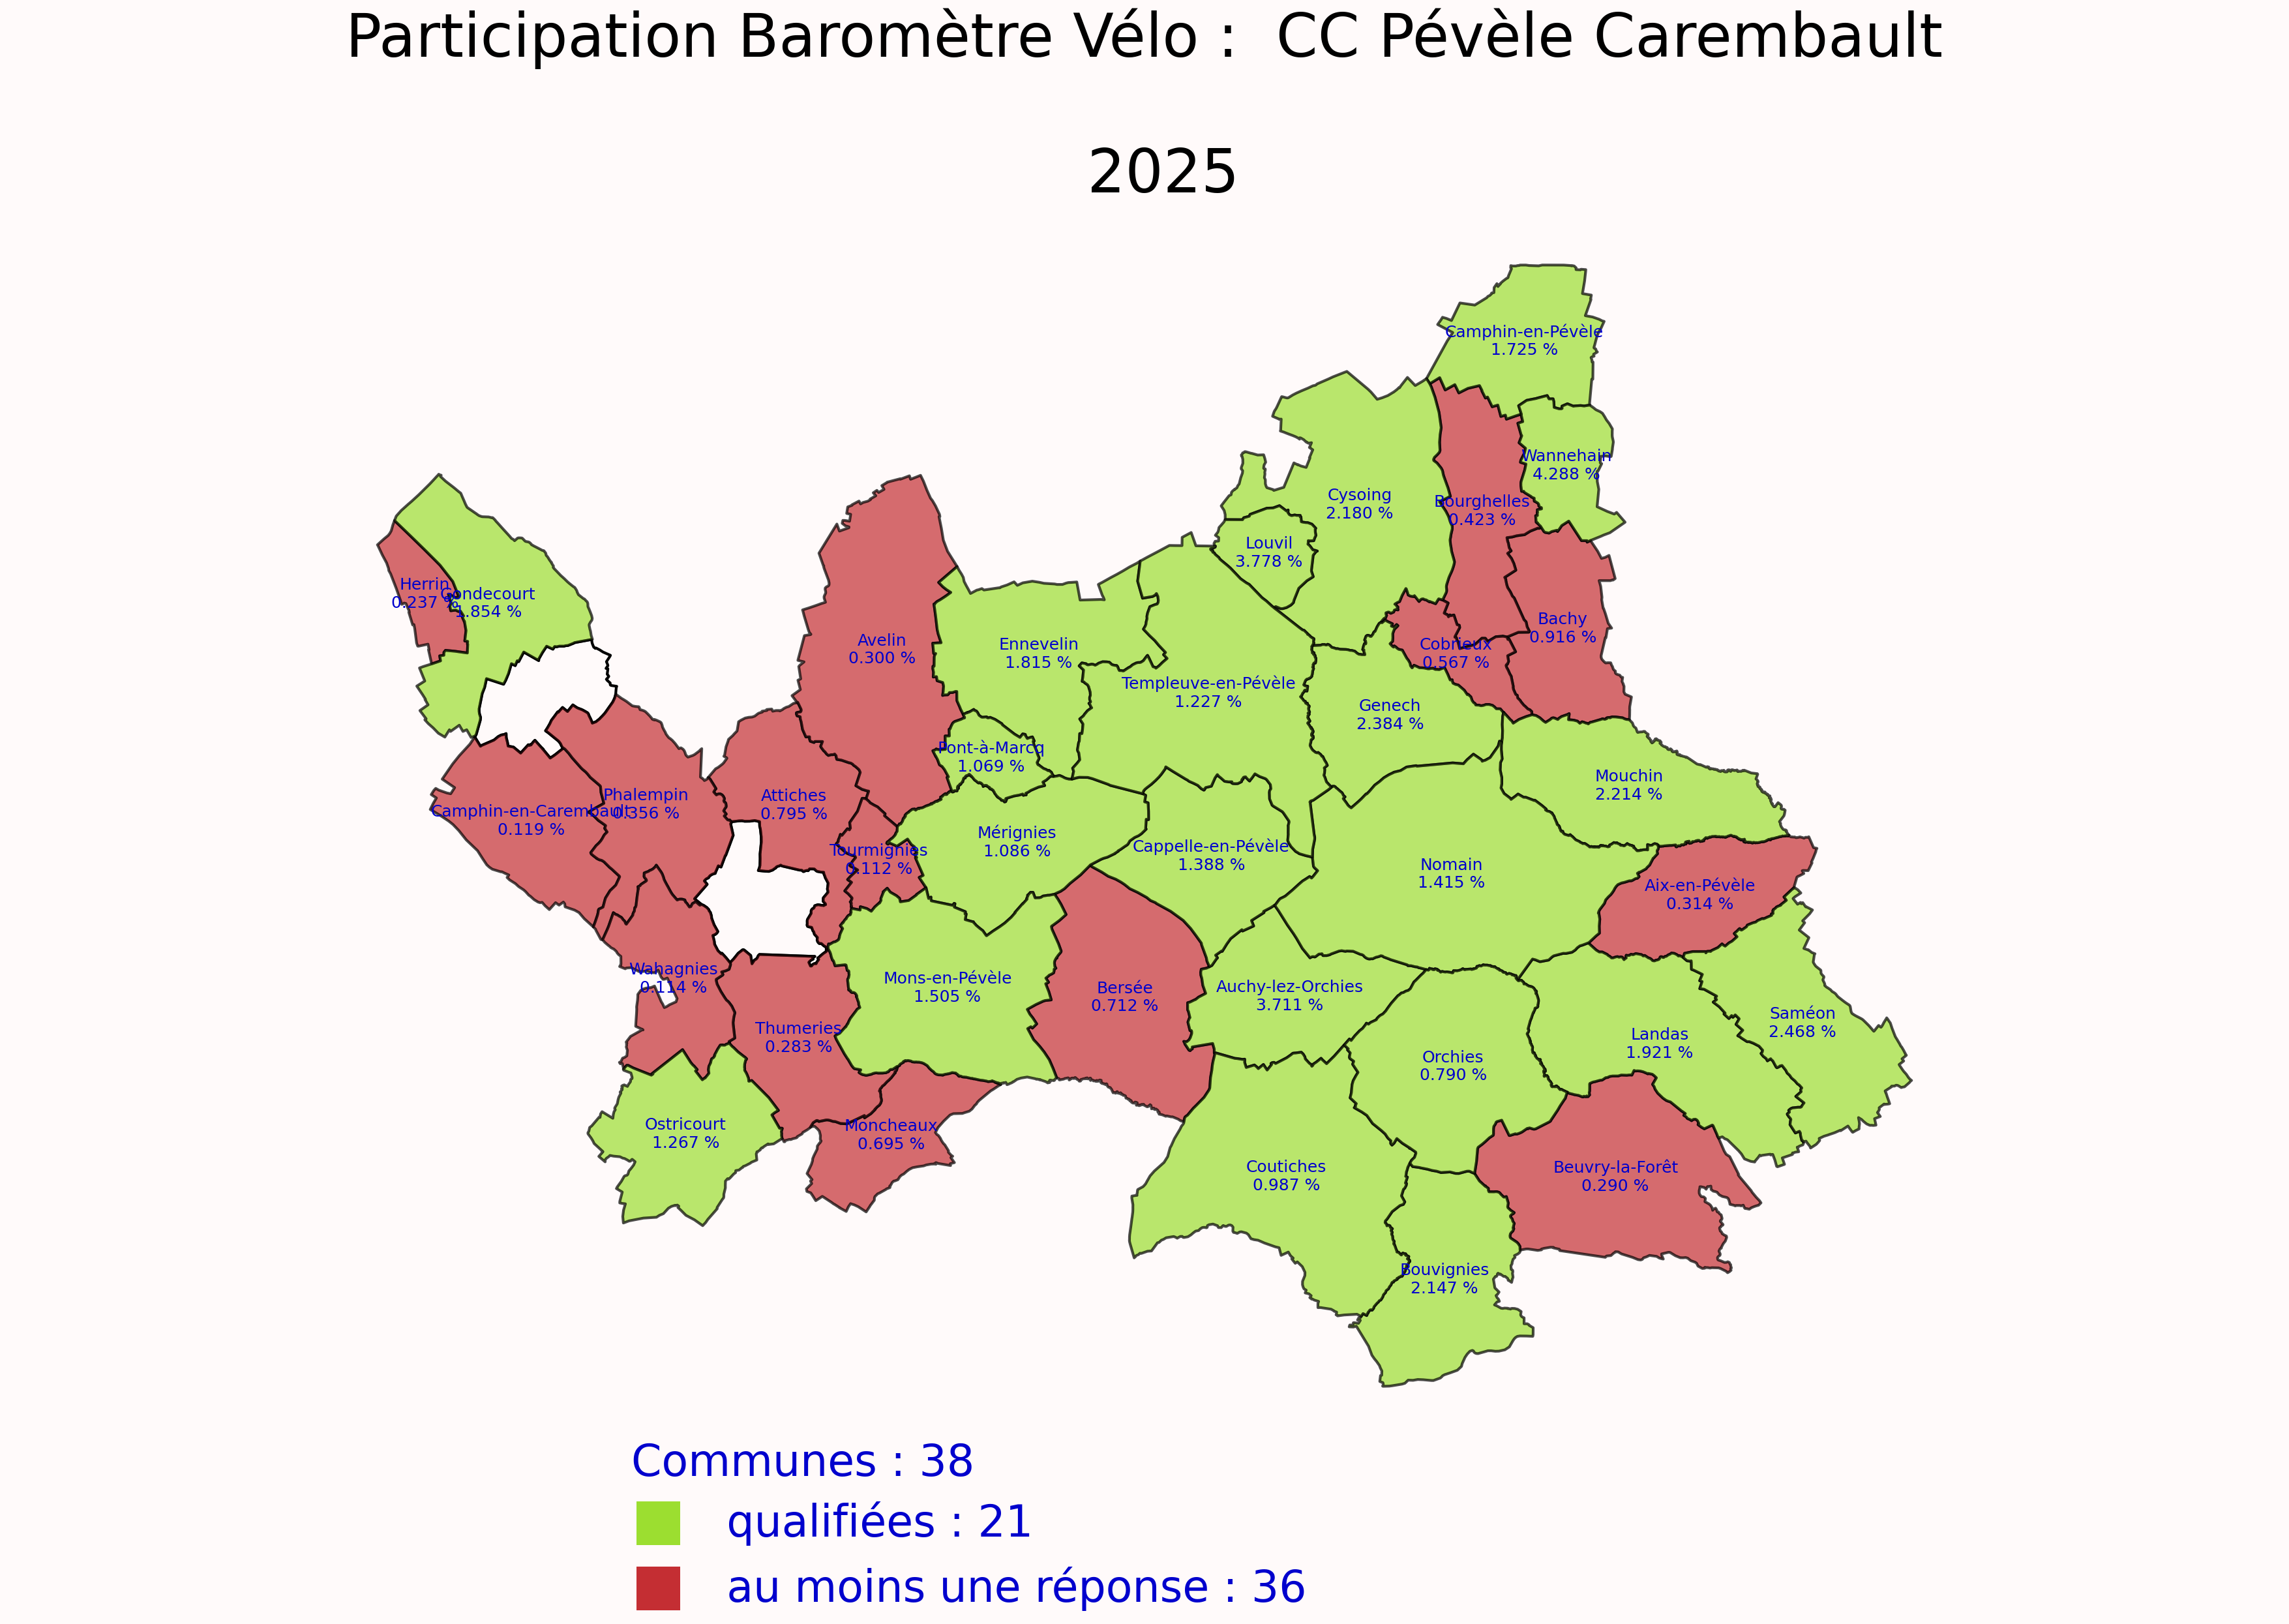 Participation Baromètre Vélo :  CC Pévèle Carembault
2025
Camphin-en-Pévèle
1.725 %
Wannehain
4.288 %
Cysoing
2.180 %
Bourghelles
0.423 %
Louvil
3.778 %
Herrin
0.237 %
Gondecourt
1.854 %
Bachy
0.916 %
Avelin
0.300 %
Ennevelin
1.815 %
Cobrieux
0.567 %
Templeuve-en-Pévèle
1.227 %
Genech
2.384 %
Pont-à-Marcq
1.069 %
Mouchin
2.214 %
Phalempin
0.356 %
Attiches
0.795 %
Camphin-en-Carembault
0.119 %
Mérignies
1.086 %
Tourmignies
0.112 %
Cappelle-en-Pévèle
1.388 %
Nomain
1.415 %
Aix-en-Pévèle
0.314 %
Wahagnies
0.114 %
Mons-en-Pévèle
1.505 %
Bersée
0.712 %
Auchy-lez-Orchies
3.711 %
Saméon
2.468 %
Thumeries
0.283 %
Landas
1.921 %
Orchies
0.790 %
Ostricourt
1.267 %
Moncheaux
0.695 %
Coutiches
0.987 %
Beuvry-la-Forêt
0.290 %
Bouvignies
2.147 %
Communes : 38
qualifiées : 21
au moins une réponse : 36